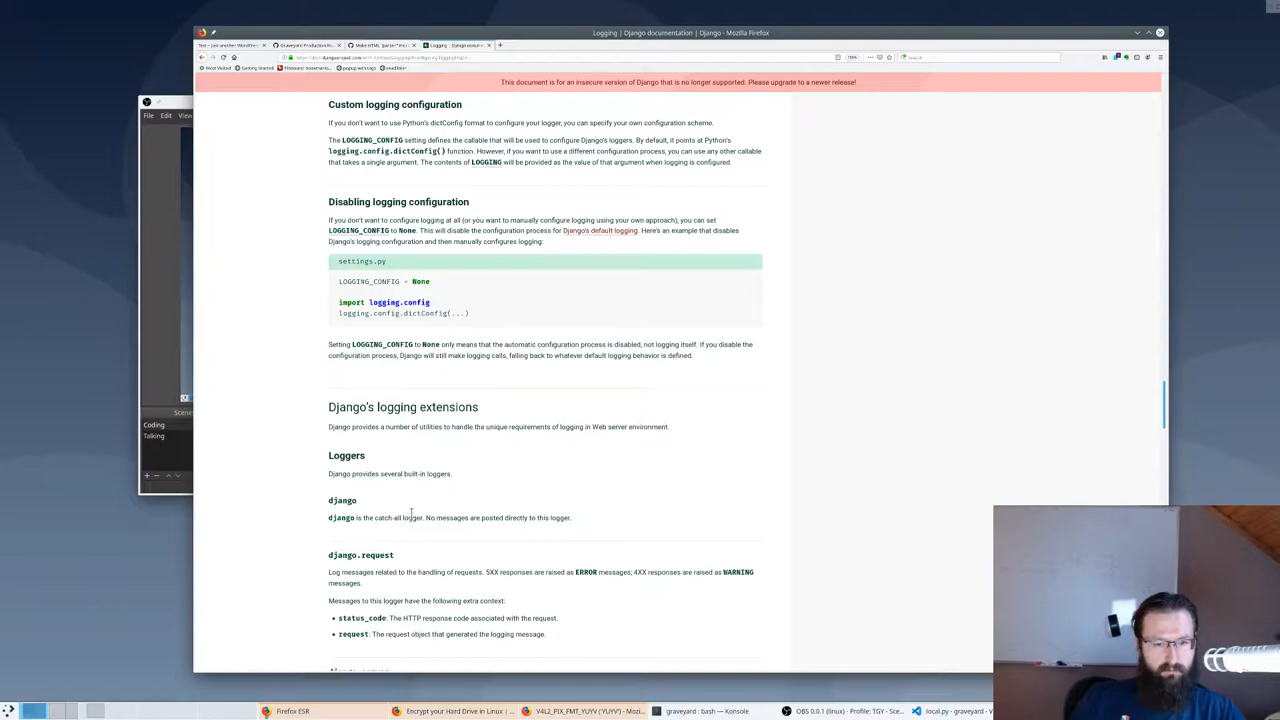 Logging | Django documentation | Django - Mozilla Firefox
Most Visited Getting Started
This document is for an insecure version of Django that is no longer supported. Please upgrade to a newer release!
File Edit View
Custom logging configuration
If you don't want to use Python's dictConfig format to configure your logger, you can specify your own configuration scheme.
The LOGGING_CONFIG setting defines the callable that will be used to configure Django's loggers. By default, it points at Python's
logging.config.dictConfig() function. However, if you want to use a different configuration process, you can use any other callable
that takes a single argument. The contents of LOGGING will be provided as the value of that argument when logging is configured.
Disabling logging configuration
If you don't want to configure logging at all (or you want to manually configure logging using your own approach), you can set
LOGGING_CONFIG to None. This will disable the configuration process for Django's default logging. Here's an example that disables
Django's logging configuration and then manually configures logging:
settings.py
LOGGING_CONFIG = None
import logging.config
logging.config.dictConfig(...)
Setting LOGGING_CONFIG to None only means that the automatic configuration process is disabled, not logging itself. If you disable the
configuration process, Django will still make logging calls, falling back to whatever default logging behavior is defined.
Scene
Coding
Talking
Django's logging extensions
Django provides a number of utilities to handle the unique requirements of logging in Web server environment.
Loggers
Django provides several built-in loggers.
django
django is the catch-all logger. No messages are posted directly to this logger.
django.request
Log messages related to the handling of requests. 5XX responses are raised as ERROR messages; 4XX responses are raised as WARNING
messages.
Messages to this logger have the following extra context:
• status_code: The HTTP response code associated with the request.
• request: The request object that generated the logging message.
Firefox ESR
Encrypt your Hard Drive in Linux | ...
V4L2_PIX_FMT_YUYV ('YUYV') - Mozi...
graveyard : bash — Konsole
OBS 0.0.1 (linux) - Profile: TGY - Sce...
local.py - graveyard - V